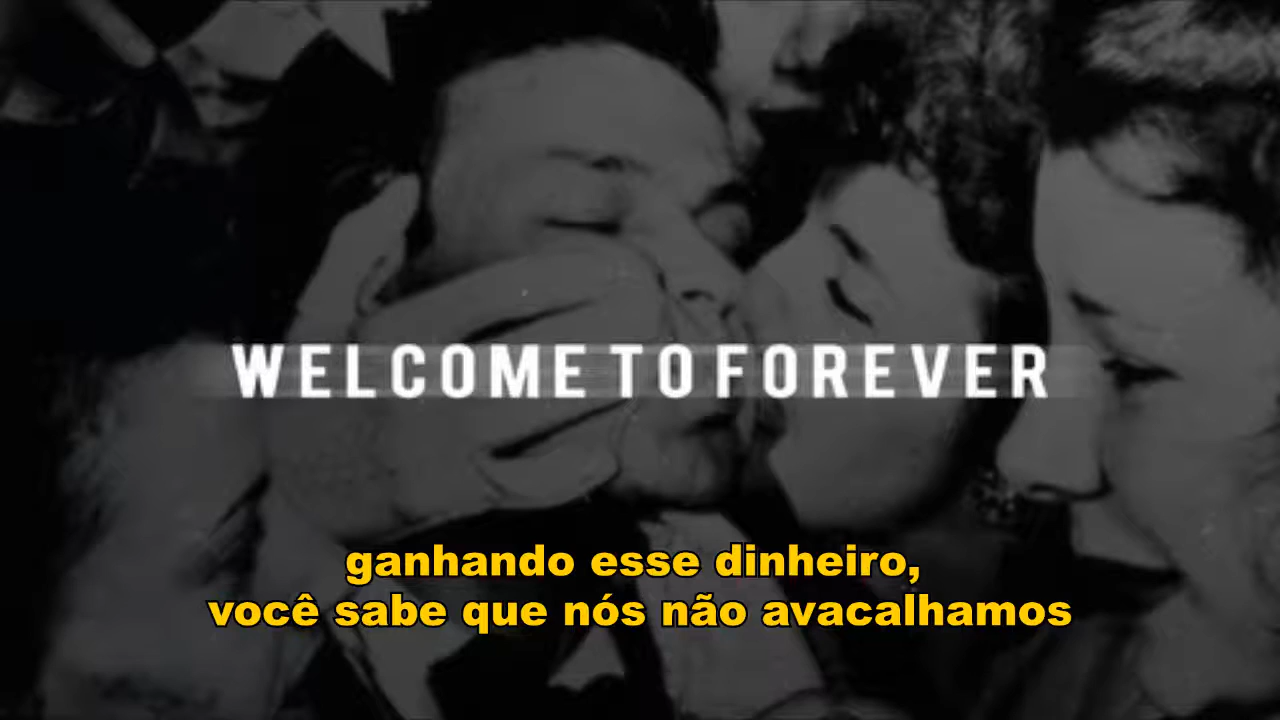 WELCOME TO FOREVER
ganhando esse dinheiro,
você sabe que nós não avacalhamos